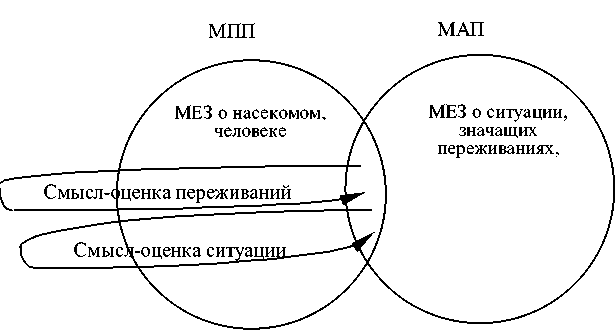 МПП
МАП
МЕЗ о насекомом,
человеке
МЕЗ о ситуации,
значащих
переживаниях,
Смысл-оценка переживаний
Смысл-оценка ситуации